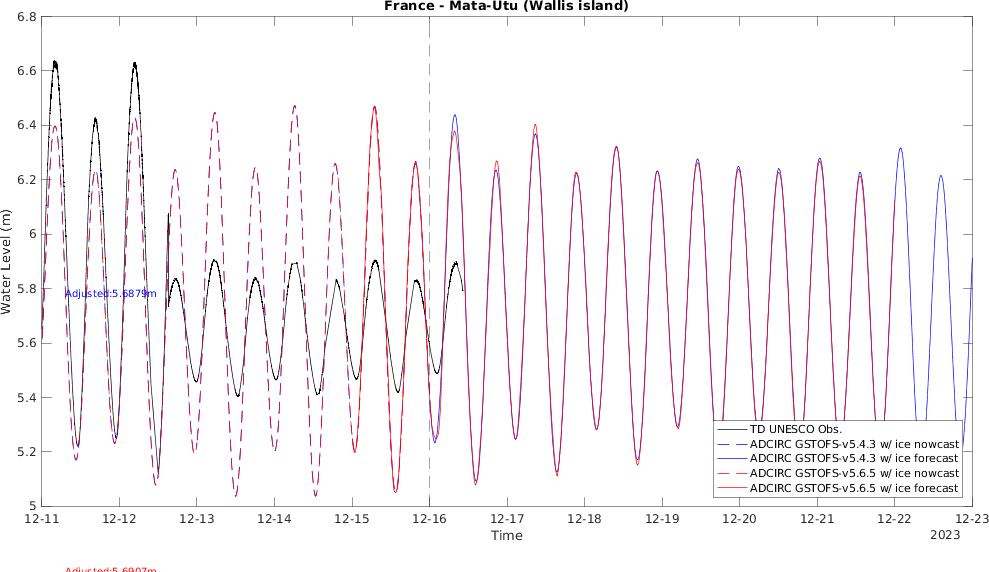 France - Mata-Utu (Wallis island)
6.8
6.6
6.4
6.2
6
5.8
5.6
5.4
5.2
5
Water Level (m)
Adjusted:5.6879m
TD UNESCO Obs.
ADCIRC GSTOFS-v5.4.3 w/ ice nowcast
ADCIRC GSTOFS-v5.4.3 w/ ice forecast
ADCIRC GSTOFS-v5.6.5 w/ ice nowcast
ADCIRC GSTOFS-v5.6.5 w/ ice forecast
12-11 12-12 12-13 12-14 12-15 12-16 12-17 12-18 12-19 12-20 12-21 12-22 12-23
Time
2023
Adjusted:5.6907m